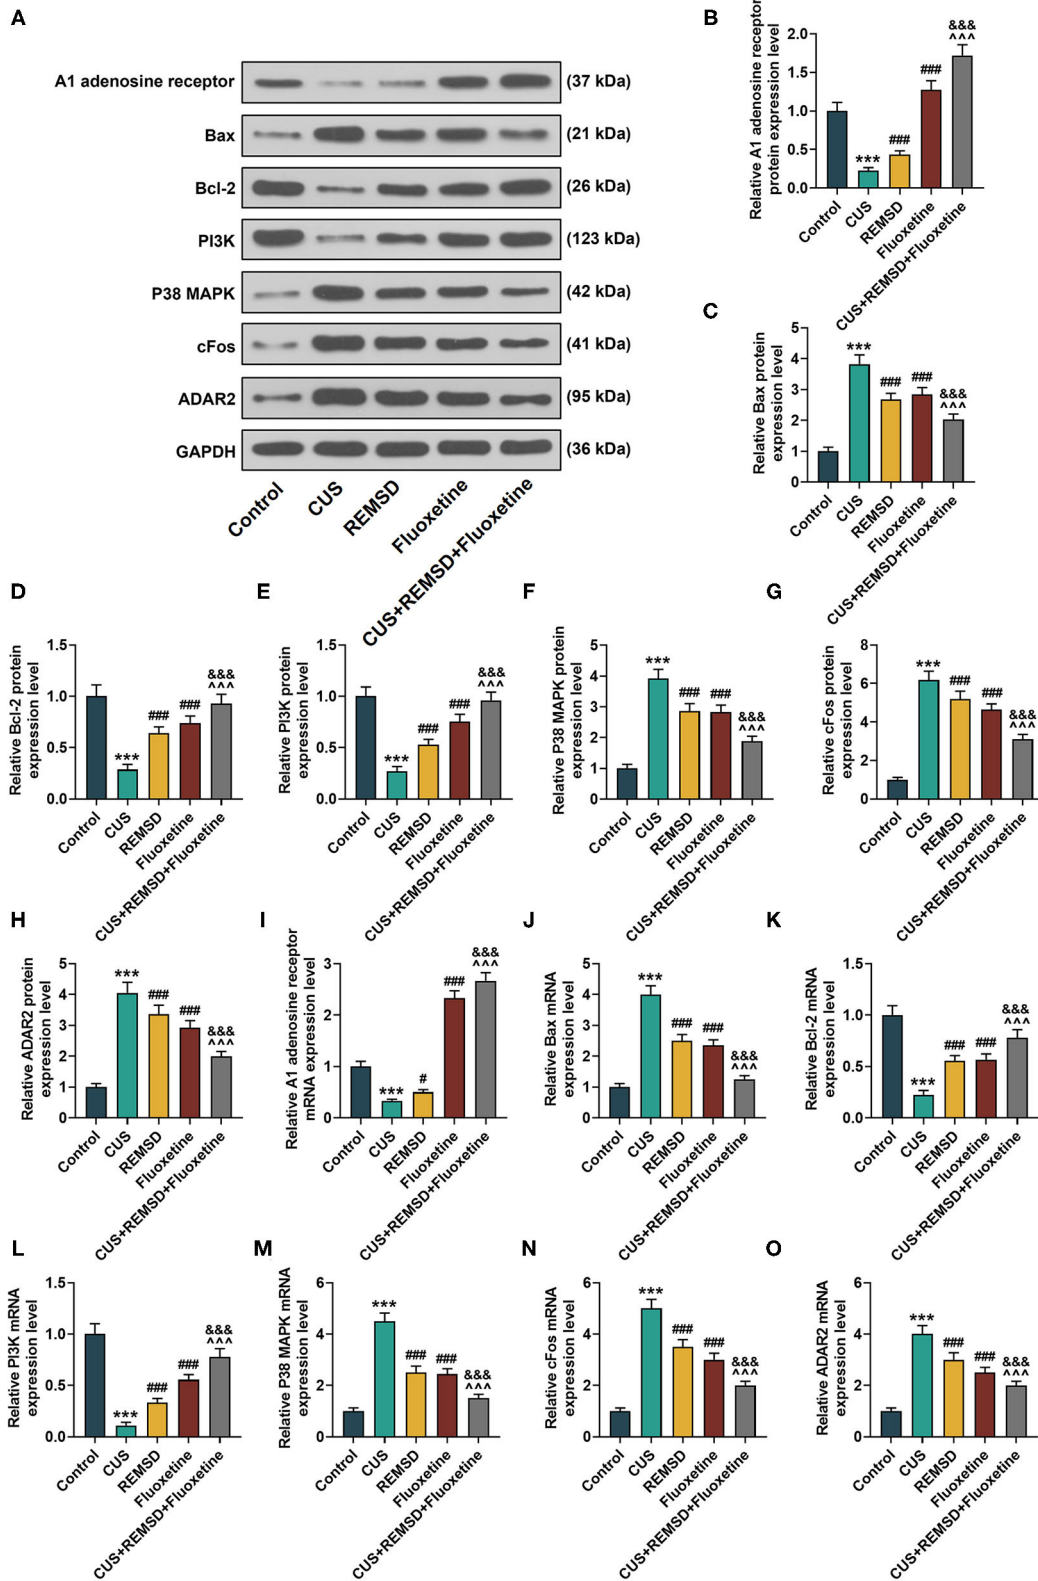 A
A1 adenosine receptor (37 kDa)
Bax (21 kDa)
Bcl-2 (26 kDa)
PI3K (123 kDa)
P38 MAPK (42 kDa)
cFos (41 kDa)
ADAR2 (95 kDa)
GAPDH (36 kDa)
Control CUS REMSD Fluoxetine CUS+REMSD+Fluoxetine
B
Relative A1 adenosine receptor
protein expression level
2.0
1.5
1.0
0.5
0.0
*** ### ### &&&
^^^
Control CUS REMSD Fluoxetine CUS+REMSD+Fluoxetine
C
Relative Bax protein
expression level
5
4
3
2
1
0
*** ### ### &&&
^^^
Control CUS REMSD Fluoxetine CUS+REMSD+Fluoxetine
D
Relative Bcl-2 protein
expression level
1.5
1.0
0.5
0.0
*** ### ### &&&
^^^
Control CUS REMSD Fluoxetine CUS+REMSD+Fluoxetine
E
Relative PI3K protein
expression level
1.5
1.0
0.5
0.0
*** ### ### &&&
^^^
Control CUS REMSD Fluoxetine CUS+REMSD+Fluoxetine
F
Relative P38 MAPK protein
expression level
5
4
3
2
1
0
*** ### ### &&&
^^^
Control CUS REMSD Fluoxetine CUS+REMSD+Fluoxetine
G
Relative cFos protein
expression level
8
6
4
2
0
*** ### ### &&&
^^^
Control CUS REMSD Fluoxetine CUS+REMSD+Fluoxetine
H
Relative ADAR2 protein
expression level
5
4
3
2
1
0
*** ### ### &&&
^^^
Control CUS REMSD Fluoxetine CUS+REMSD+Fluoxetine
I
Relative A1 adenosine receptor
mRNA expression level
3
2
1
0
*** # ### &&&
^^^
Control CUS REMSD Fluoxetine CUS+REMSD+Fluoxetine
J
Relative Bax mRNA
expression level
5
4
3
2
1
0
*** ### ### &&&
^^^
Control CUS REMSD Fluoxetine CUS+REMSD+Fluoxetine
K
Relative Bcl-2 mRNA
expression level
1.5
1.0
0.5
0.0
*** ### ### &&&
^^^
Control CUS REMSD Fluoxetine CUS+REMSD+Fluoxetine
L
Relative PI3K mRNA
expression level
1.5
1.0
0.5
0.0
*** ### ### &&&
^^^
Control CUS REMSD Fluoxetine CUS+REMSD+Fluoxetine
M
Relative P38 MAPK mRNA
expression level
6
4
2
0
*** ### ### &&&
^^^
Control CUS REMSD Fluoxetine CUS+REMSD+Fluoxetine
N
Relative cFos mRNA
expression level
6
4
2
0
*** ### ### &&&
^^^
Control CUS REMSD Fluoxetine CUS+REMSD+Fluoxetine
O
Relative ADAR2 mRNA
expression level
6
4
2
0
*** ### ### &&&
^^^
Control CUS REMSD Fluoxetine CUS+REMSD+Fluoxetine